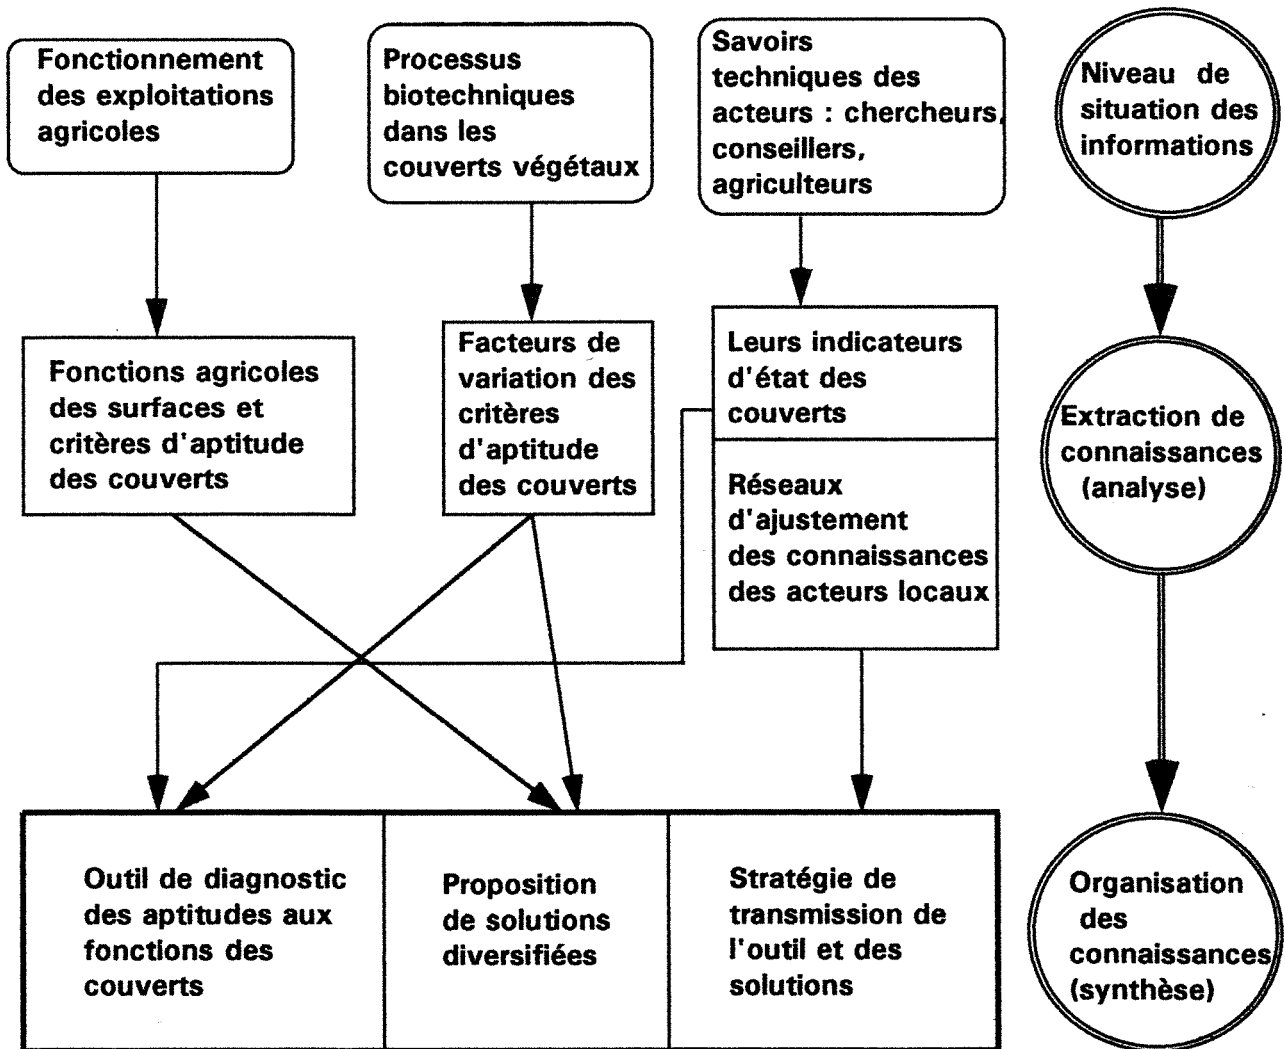 Fonctionnement
des exploitations
agricoles
Processus
biotechniques
dans les
couverts végétaux
Savoirs
techniques des
acteurs : chercheurs,
conseillers,
agriculteurs
Niveau de
situation des
informations
Fonctions agricoles
des surfaces et
critères d'aptitude
des couverts
Facteurs de
variation des
critères
d'aptitude
des couverts
Leurs indicateurs
d'état des
couverts
Réseaux
d'ajustement
des connaissances
des acteurs locaux
Extraction de
connaissances
(analyse)
Outil de diagnostic
des aptitudes aux
fonctions des
couverts
Proposition
de solutions
diversifiées
Stratégie de
transmission de
l'outil et des
solutions
Organisation
des
connaissances
(synthèse)